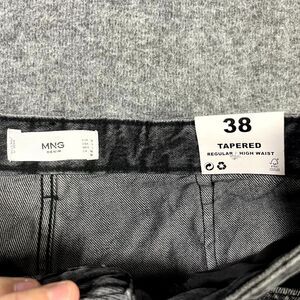 MNG
DENIM
38
TAPERED
REGULAR - HIGH WAIST